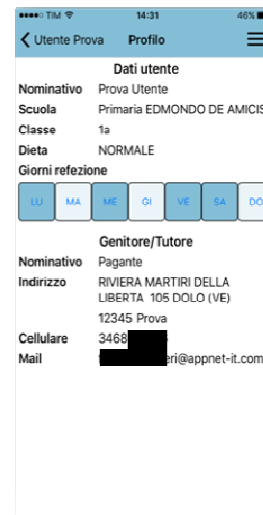 TIM 14:31 46%
Utente Prova Profilo
Dati utente
Nominativo Prova Utente
Scuola Primaria EDMONDO DE AMICIS
Classe 1a
Dieta NORMALE
Giorni refezione
LU MA ME GI VE SA DO
Genitore/Tutore
Nominativo Pagante
Indirizzo RIVIERA MARTIRI DELLA
LIBERTA 105 DOLO (VE)
12345 Prova
Cellulare 3468
Mail eri@appnet-it.com